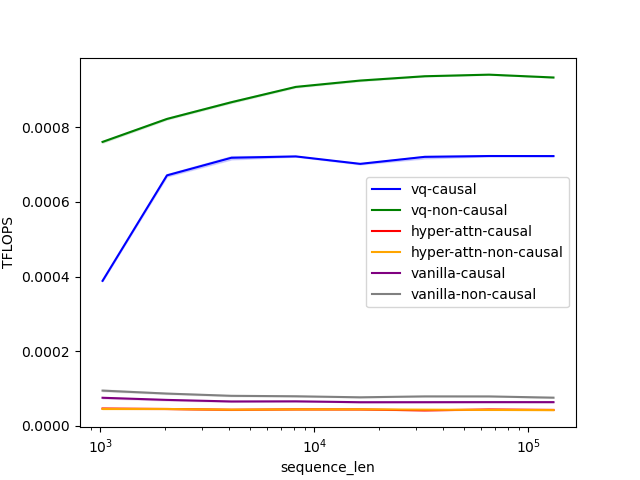 0.0008
0.0006
0.0004
0.0002
0.0000
TFLOPS
vq-causal
vq-non-causal
hyper-attn-causal
hyper-attn-non-causal
vanilla-causal
vanilla-non-causal
10³ 10⁴ 10⁵
sequence_len